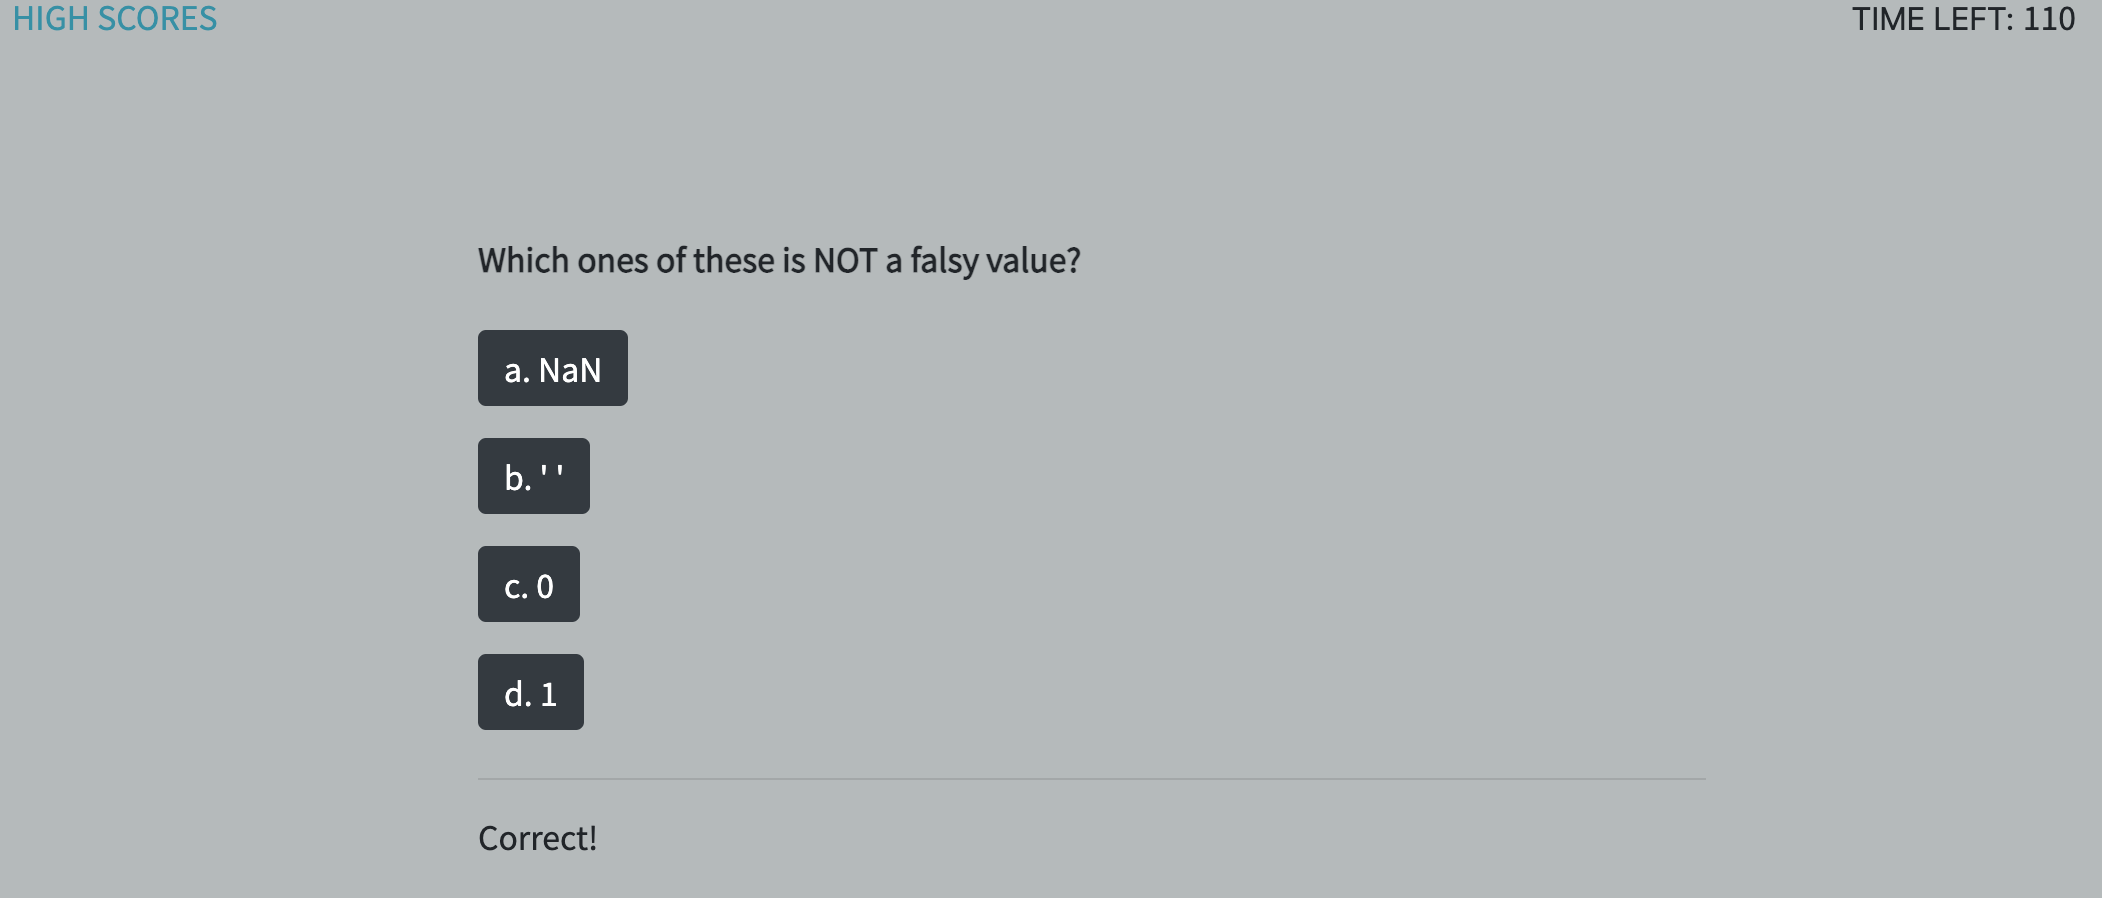 HIGH SCORES
TIME LEFT: 110
Which ones of these is NOT a falsy value?
a. NaN
b. ' '
c. 0
d. 1
Correct!